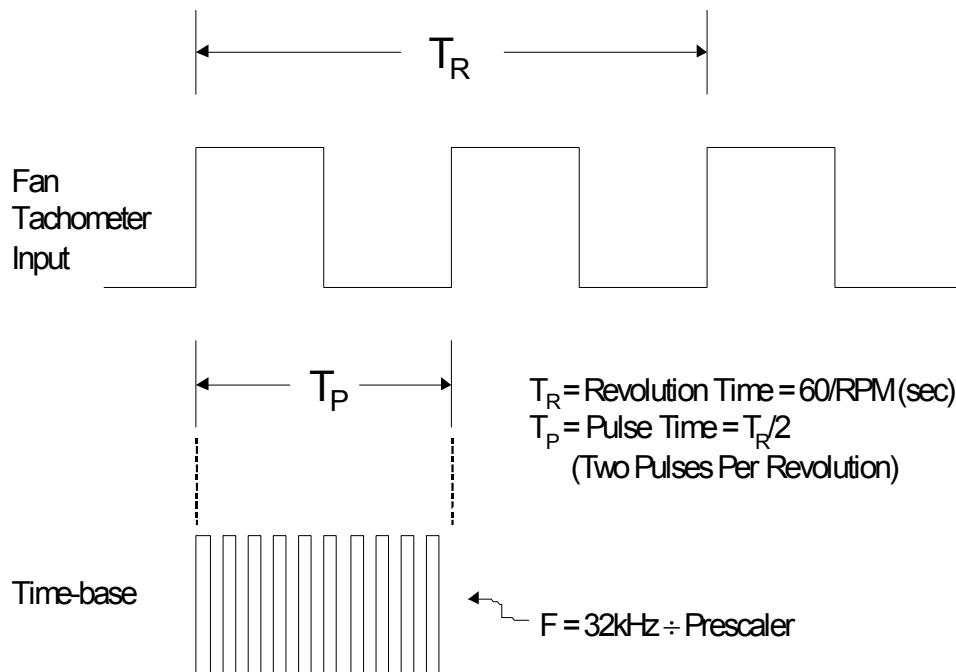 T_R
Fan
Tachometer
Input
T_P
T_R = Revolution Time = 60/RPM (sec)
T_P = Pulse Time = T_R/2
(Two Pulses Per Revolution)
Time-base
F = 32kHz ÷ Prescaler